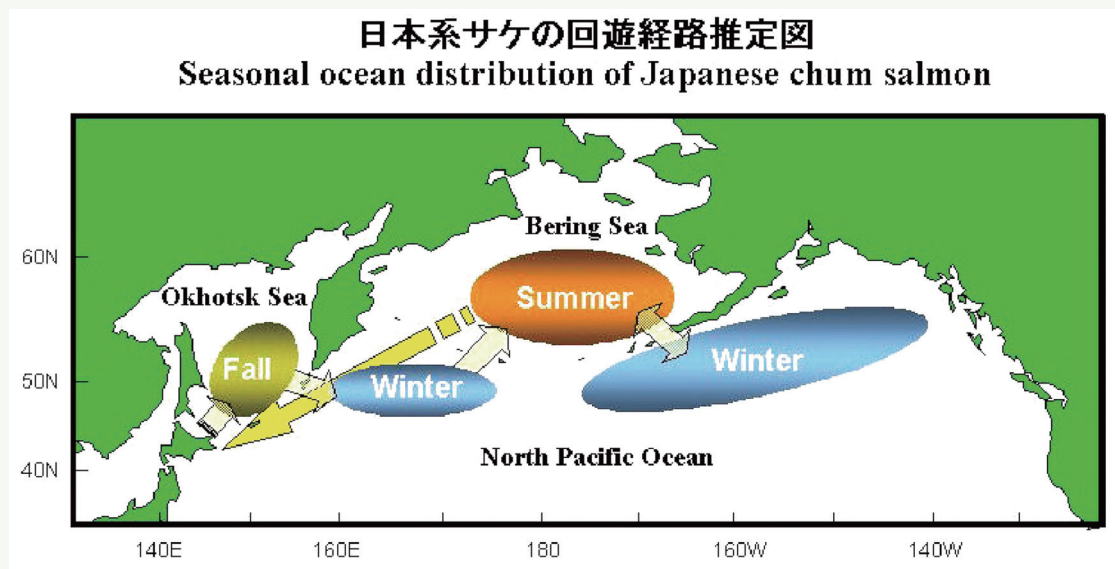 日本系サケの回遊経路推定図
Seasonal ocean distribution of Japanese chum salmon
Bering Sea
60N
Okhotsk Sea
Summer
Fall
Winter
Winter
50N
North Pacific Ocean
40N
140E 160E 180 160W 140W